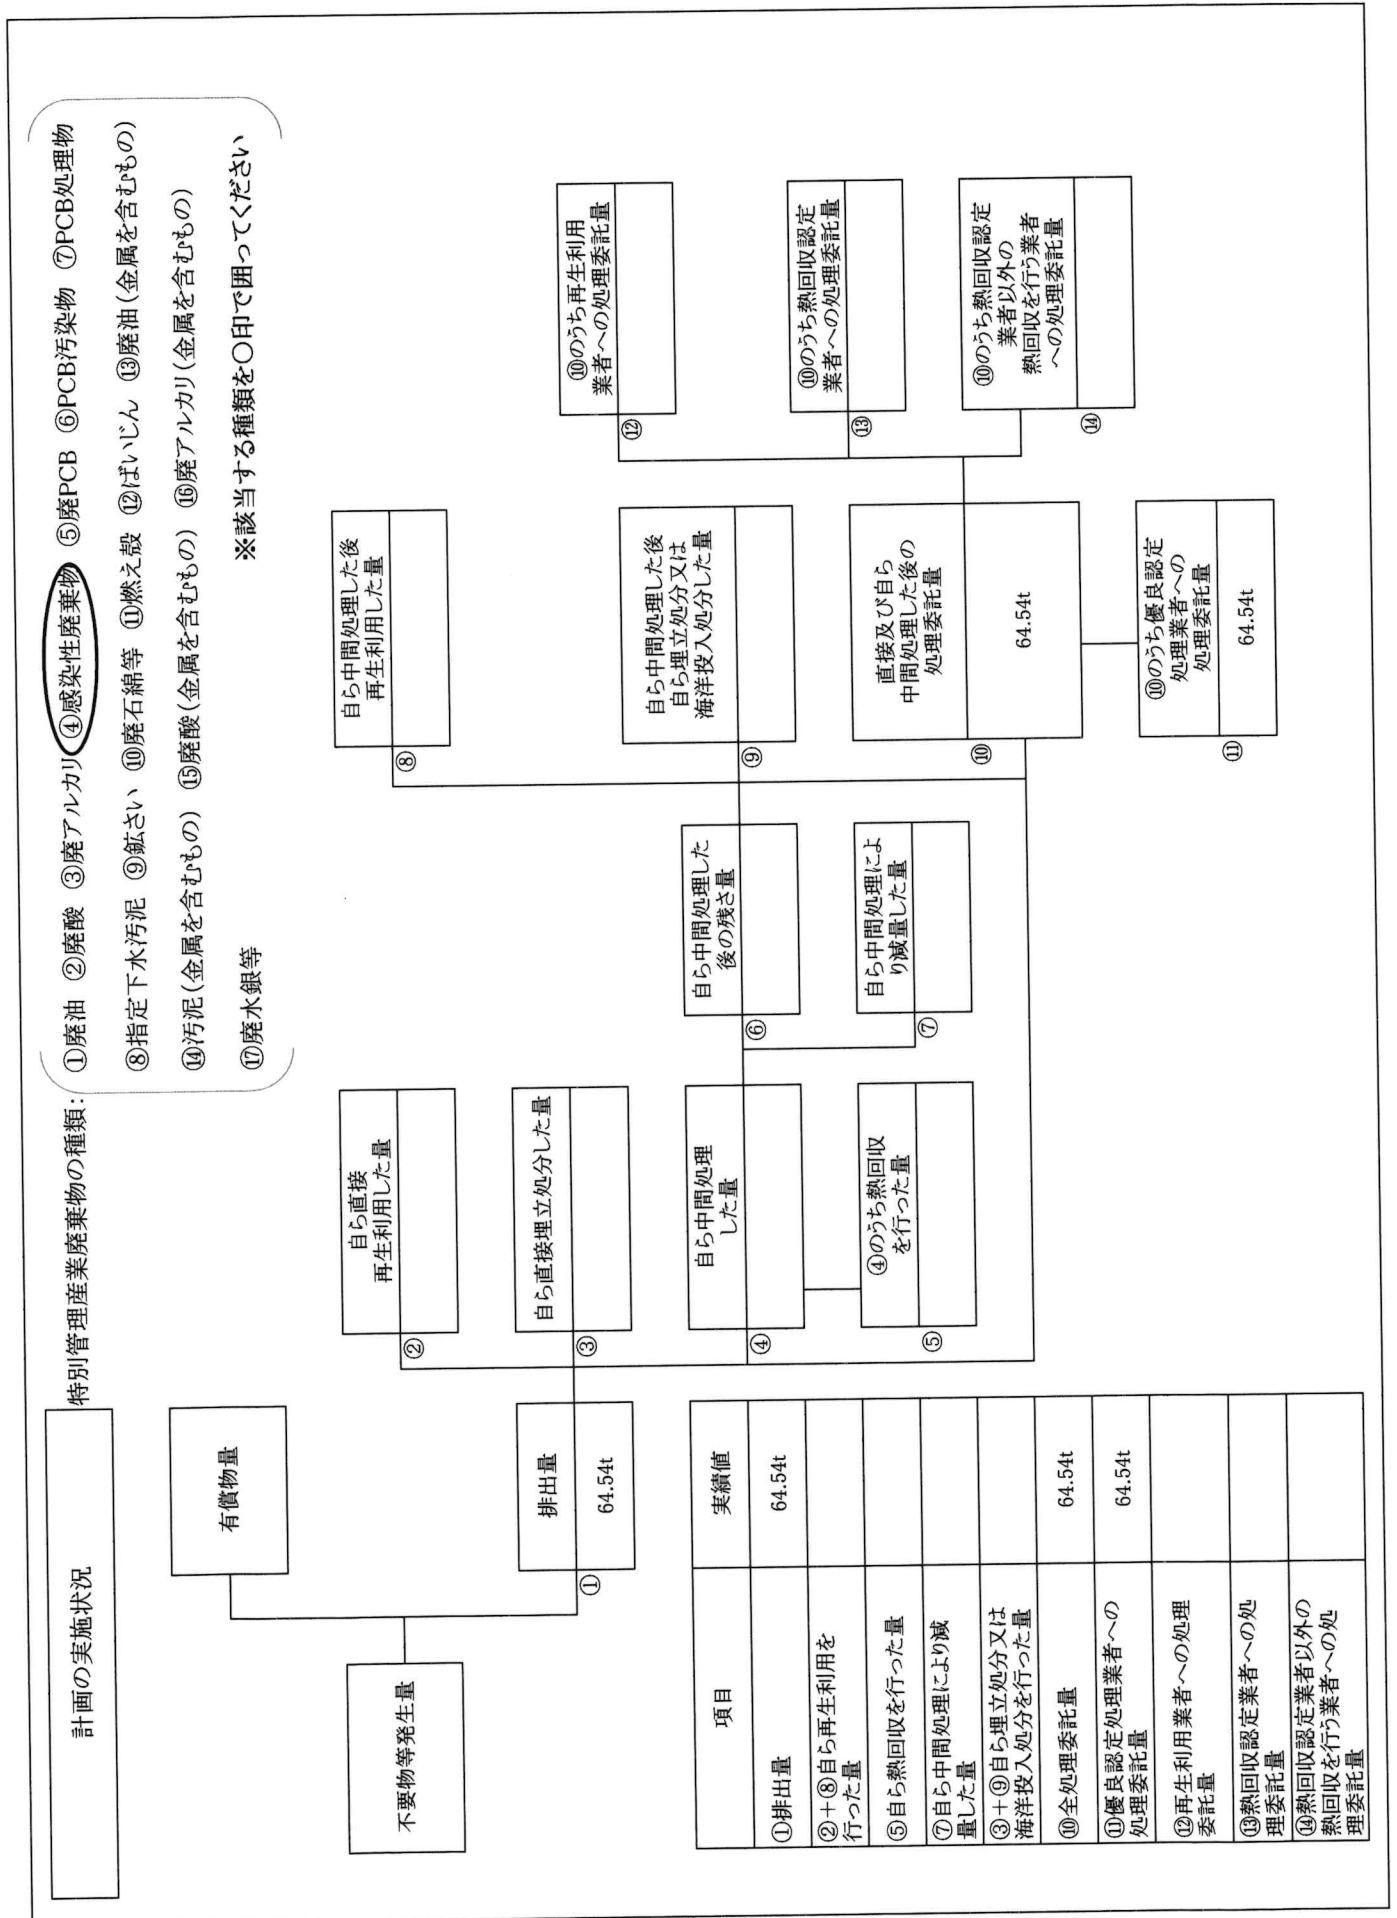 計画の実施状況
特別管理産業廃棄物の種類：
①廃油 ②廃酸 ③廃アルカリ ④感染性廃棄物 ⑤廃PCB ⑥PCB汚染物 ⑦PCB処理物
⑧指定下水汚泥 ⑨鉱さい ⑩廃石綿等 ⑪燃え殻 ⑫ばいじん ⑬廃油(金属を含むもの)
⑭汚泥(金属を含むもの) ⑮廃酸(金属を含むもの) ⑯廃アルカリ(金属を含むもの)
⑰廃水銀等
※該当する種類を○印で囲ってください
不要物等発生量
有償物量
①
排出量
64.54t
②
自ら直接
再生利用した量
③
自ら直接埋立処分した量
④
自ら中間処理
した量
⑤
④のうち熱回収
を行った量
⑥
自ら中間処理した
後の残さ量
⑦
自ら中間処理によ
り減量した量
⑧
自ら中間処理した後
再生利用した量
⑨
自ら中間処理した後
自ら埋立処分又は
海洋投入処分した量
⑩
直接及び自ら
中間処理した後の
処理委託量
64.54t
⑪
⑩のうち優良認定
処理業者への
処理委託量
64.54t
⑫
⑩のうち再生利用
業者への処理委託量
⑬
⑩のうち熱回収認定
業者への処理委託量
⑭
⑩のうち熱回収認定
業者以外の
熱回収を行う業者
への処理委託量
項目 実績値
①排出量 64.54t
②+⑧自ら再生利用を
行った量
⑤自ら熱回収を行った量
⑦自ら中間処理により減
量した量
③+⑨自ら埋立処分又は
海洋投入処分を行った量
⑩全処理委託量 64.54t
⑪優良認定処理業者への
処理委託量 64.54t
⑫再生利用業者への処理
委託量
⑬熱回収認定業者への処
理委託量
⑭熱回収認定業者以外の
熱回収を行う業者への処
理委託量